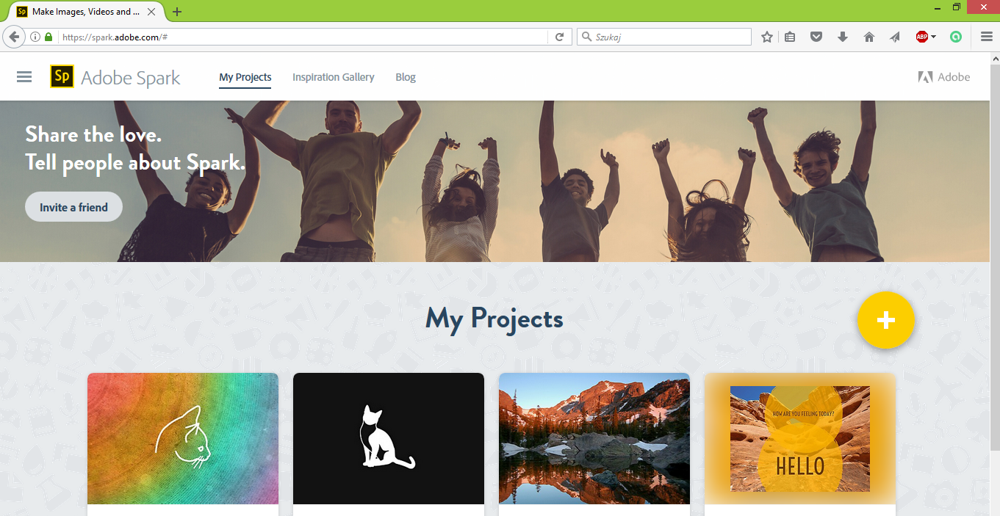 Sp Make Images, Videos and ...
https://spark.adobe.com/#
Szukaj
ABP
Sp Adobe Spark
My Projects
Inspiration Gallery
Blog
Adobe
Share the love.
Tell people about Spark.
Invite a friend
My Projects
HOW ARE YOU FEELING TODAY?
HELLO